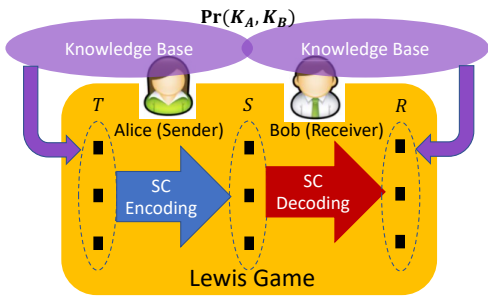 Pr(K_A, K_B)
Knowledge Base Knowledge Base
T S R
Alice (Sender) Bob (Receiver)
SC
Encoding
SC
Decoding
Lewis Game